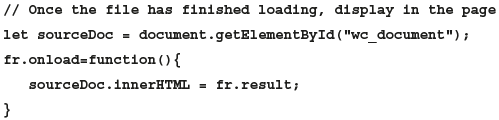 // Once the file has finished loading, display in the page
let sourceDoc = document.getElementById("wc_document");
fr.onload=function(){
   sourceDoc.innerHTML = fr.result;
}